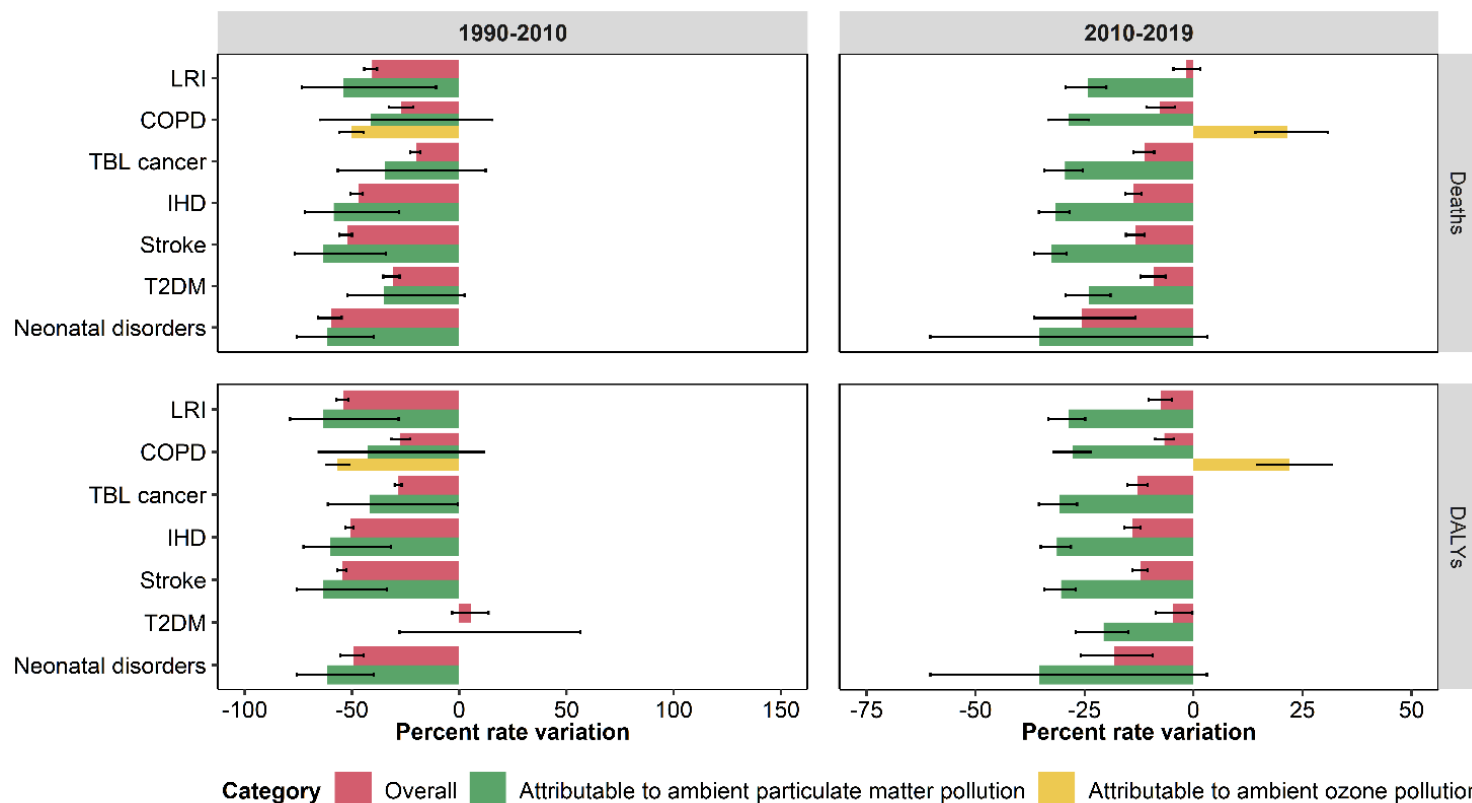 1990-2010 2010-2019
LRI
COPD
TBL cancer
IHD
Stroke
T2DM
Neonatal disorders
Deaths
LRI
COPD
TBL cancer
IHD
Stroke
T2DM
Neonatal disorders
DALYs
-100 -50 0 50 100 150 -75 -50 -25 0 25 50
Percent rate variation Percent rate variation
Category Overall Attributable to ambient particulate matter pollution Attributable to ambient ozone pollution